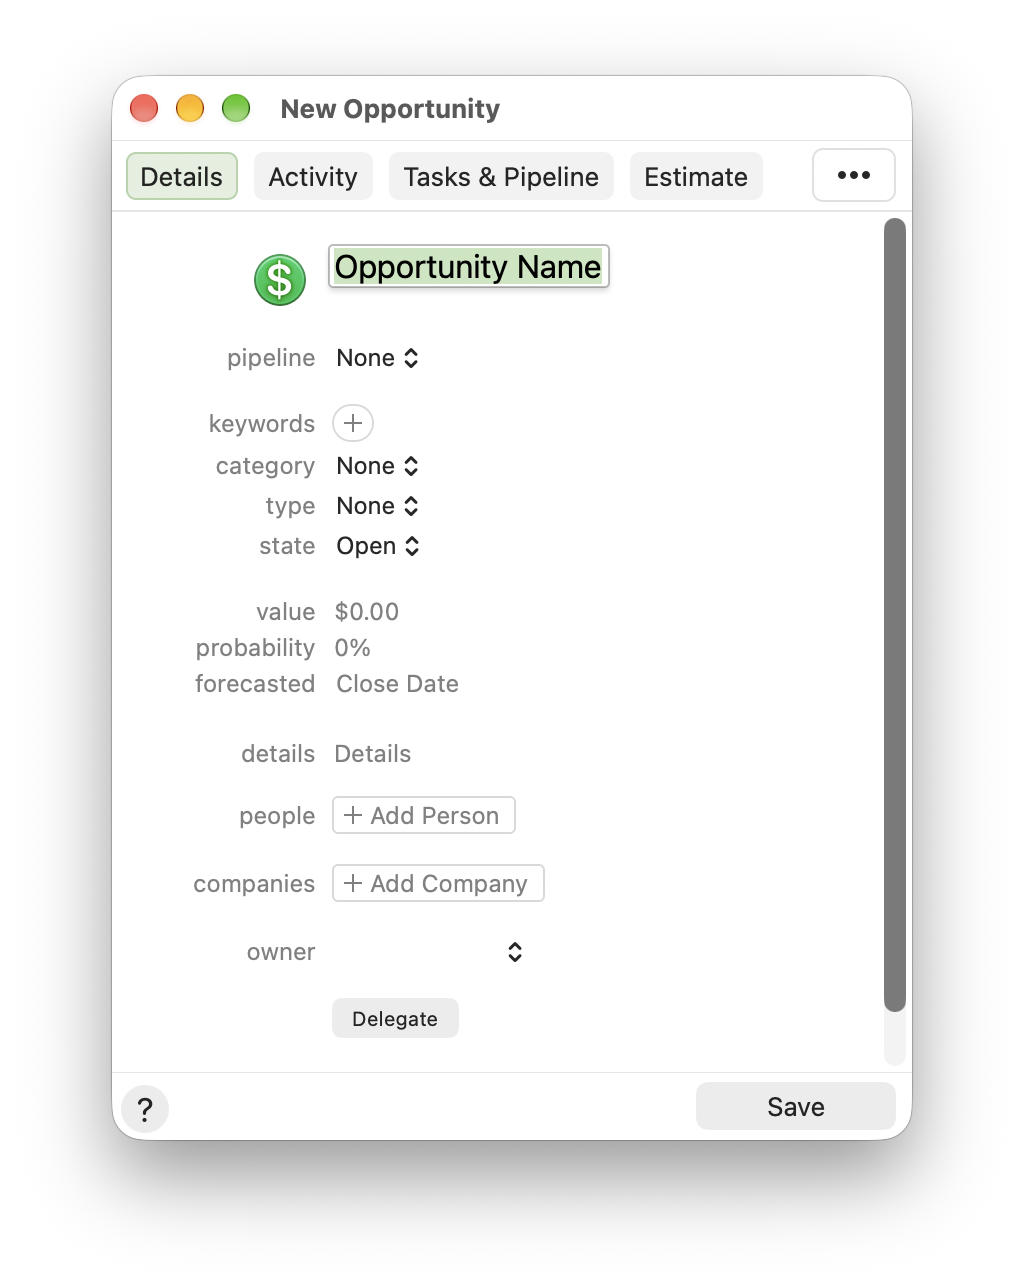 New Opportunity
Details Activity Tasks & Pipeline Estimate •••
$ Opportunity Name
pipeline None
keywords +
category None
type None
state Open
value $0.00
probability 0%
forecasted Close Date
details Details
people + Add Person
companies + Add Company
owner
Delegate
? Save